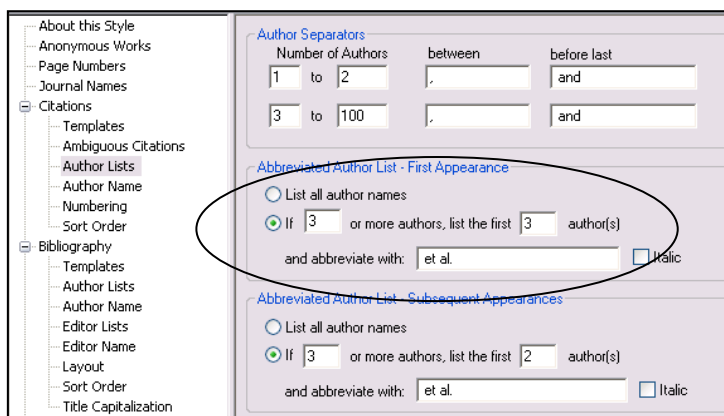 About this Style
Anonymous Works
Page Numbers
Journal Names
Citations
Templates
Ambiguous Citations
Author Lists
Author Name
Numbering
Sort Order
Bibliography
Templates
Author Lists
Author Name
Editor Lists
Editor Name
Layout
Sort Order
Title Capitalization
Author Separators
Number of Authors between before last
1 to 2 , and
3 to 100 , and
Abbreviated Author List - First Appearance
List all author names
If 3 or more authors, list the first 3 author(s)
and abbreviate with: et al. Italic
Abbreviated Author List - Subsequent Appearances
List all author names
If 3 or more authors, list the first 2 author(s)
and abbreviate with: et al. Italic